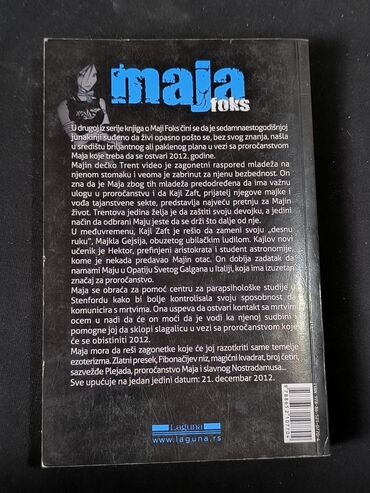 maja
foks
U drugoj iz serije knjiga o Maji Foks čini se da je sedamnaestogodišnjoj
junakinji suđeno da živi opasno pošto se, bez svog znanja, našla
u središtu briljantnog ali paklenog plana u vezi sa proročanstvom
Maja koje treba da se ostvari 2012. godine.
Majin dečko Trent video je zagonetni raspored mladeža na
njenom stomaku i veoma je zabrinut za njenu bezbednost. On
zna da je Maja zbog tih mladeža predodređena da ima važnu
ulogu u proročanstvu i da Kajl Zaft, prijatelj njegove majke i
vođa tajanstvene sekte, predstavlja najveću pretnju za Majin
život. Trentova jedina želja je da zaštiti svoju devojku, a jedini
način da odbrani Maju jeste da se drži što dalje od nje.
U međuvremenu, Kajl Zaft je rešio da zameni svoju „desnu
ruku“, Majkla Gejsija, obuzetog ubilačkim ludilom. Kajlov novi
učenik je Hektor, prefinjeni aristokrata i student astronomije,
kome je nekada predavao Majin otac. On dobija zadatak da
namami Maju u Opatiju Svetog Galgana u Italiji, koja ima izuzetan
značaj za proročanstvo.
Maja se obraća za pomoć centru za parapsihološke studije u
Stenfordu kako bi bolje kontrolisala svoju sposobnost da
komunicira s mrtvima. Ona uspeva da ostvari kontakt sa mrtvim
ocem u nadi da će on moći da je vodi ka njenoj sudbini i
pomogne joj da sklopi slagalicu u vezi sa proročanstvom koje
će se obistiniti 2012.
Maja mora da reši zagonetke koje će joj razotkriti same temelje
ezoterizma. Zlatni presek, Fibonačijev niz, magični kvadrat, broj četiri,
sazvežđe Plejada, proročanstvo Maja i slavnog Nostradamusa...
Sve upućuje na jedan jedini datum: 21. decembar 2012.
Laguna
www.laguna.rs